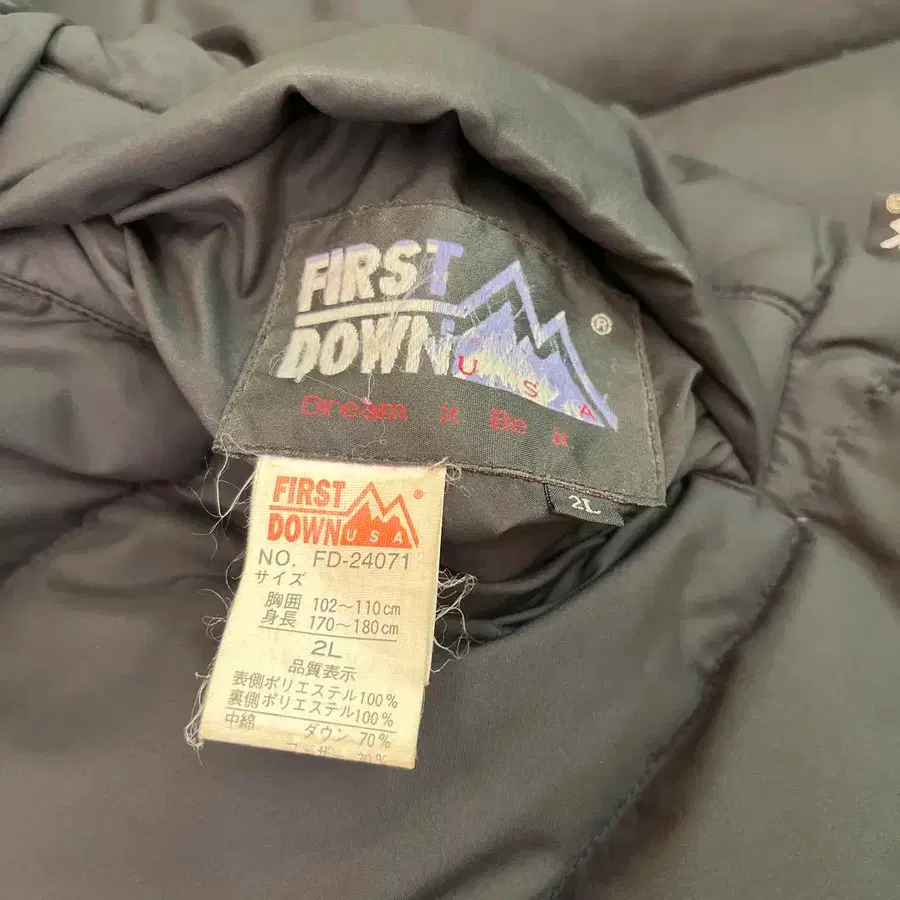 FIRST
DOWN
USA
®
Dream it Be it
2L
FIRST
DOWN USA
®
NO. FD-24071
サイズ
胸囲 102～110cm
身長 170～180cm
2L
品質表示
表側ポリエステル100%
裏側ポリエステル100%
中綿 ダウン 70%